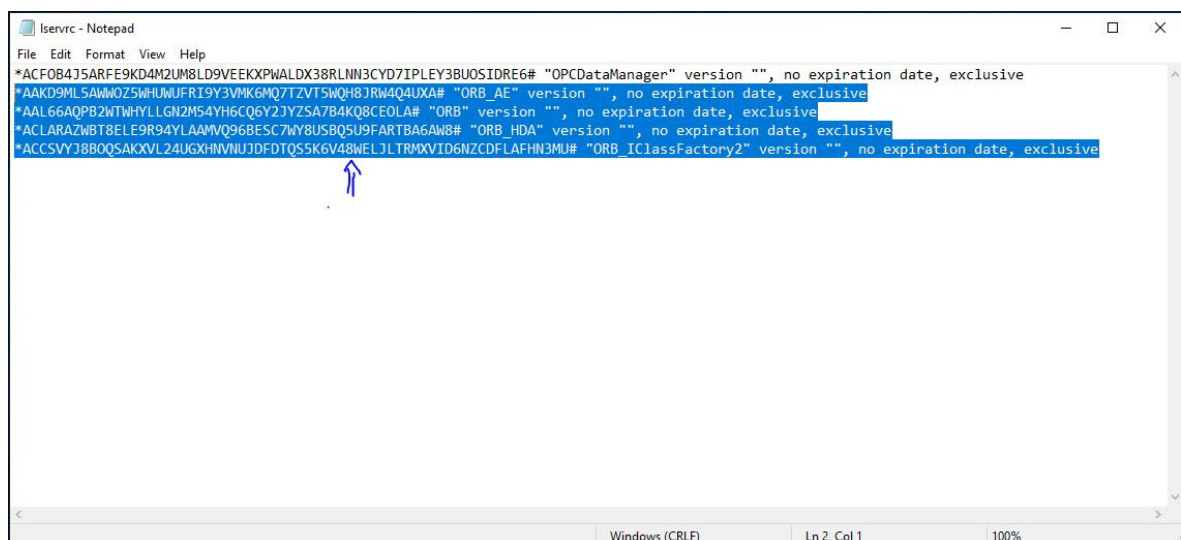 lservrc - Notepad
File Edit Format View Help
*ACFOB4J5ARFE9KD4M2UM8LD9VEEKXPWALDX38RLNN3CYD7IPLEY3BUOSIDRE6# "OPCDataManager" version "", no expiration date, exclusive
*AAKD9ML5AWWOZ5WHUWUFRI9Y3VMK6MQ7TZVT5WQH8JRW4Q4UXA# "ORB_AE" version "", no expiration date, exclusive
*AAL66AQPB2WTWHYLLGN2M54YH6CQ6Y2JYZSA7B4KQ8CEOLA# "ORB" version "", no expiration date, exclusive
*ACLARAZWBT8ELE9R94YLAAMVQ96BESC7WY8USBQ5U9FARTBA6AW8# "ORB_HDA" version "", no expiration date, exclusive
*ACCSVYJ8BOQSAKXVL24UGXHNVNUJDFDTQS5K6V48WELJLTRMXVID6NZCDFLAFHN3MU# "ORB_IClassFactory2" version "", no expiration date, exclusive
Windows (CRLF) Ln 2, Col 1 100%